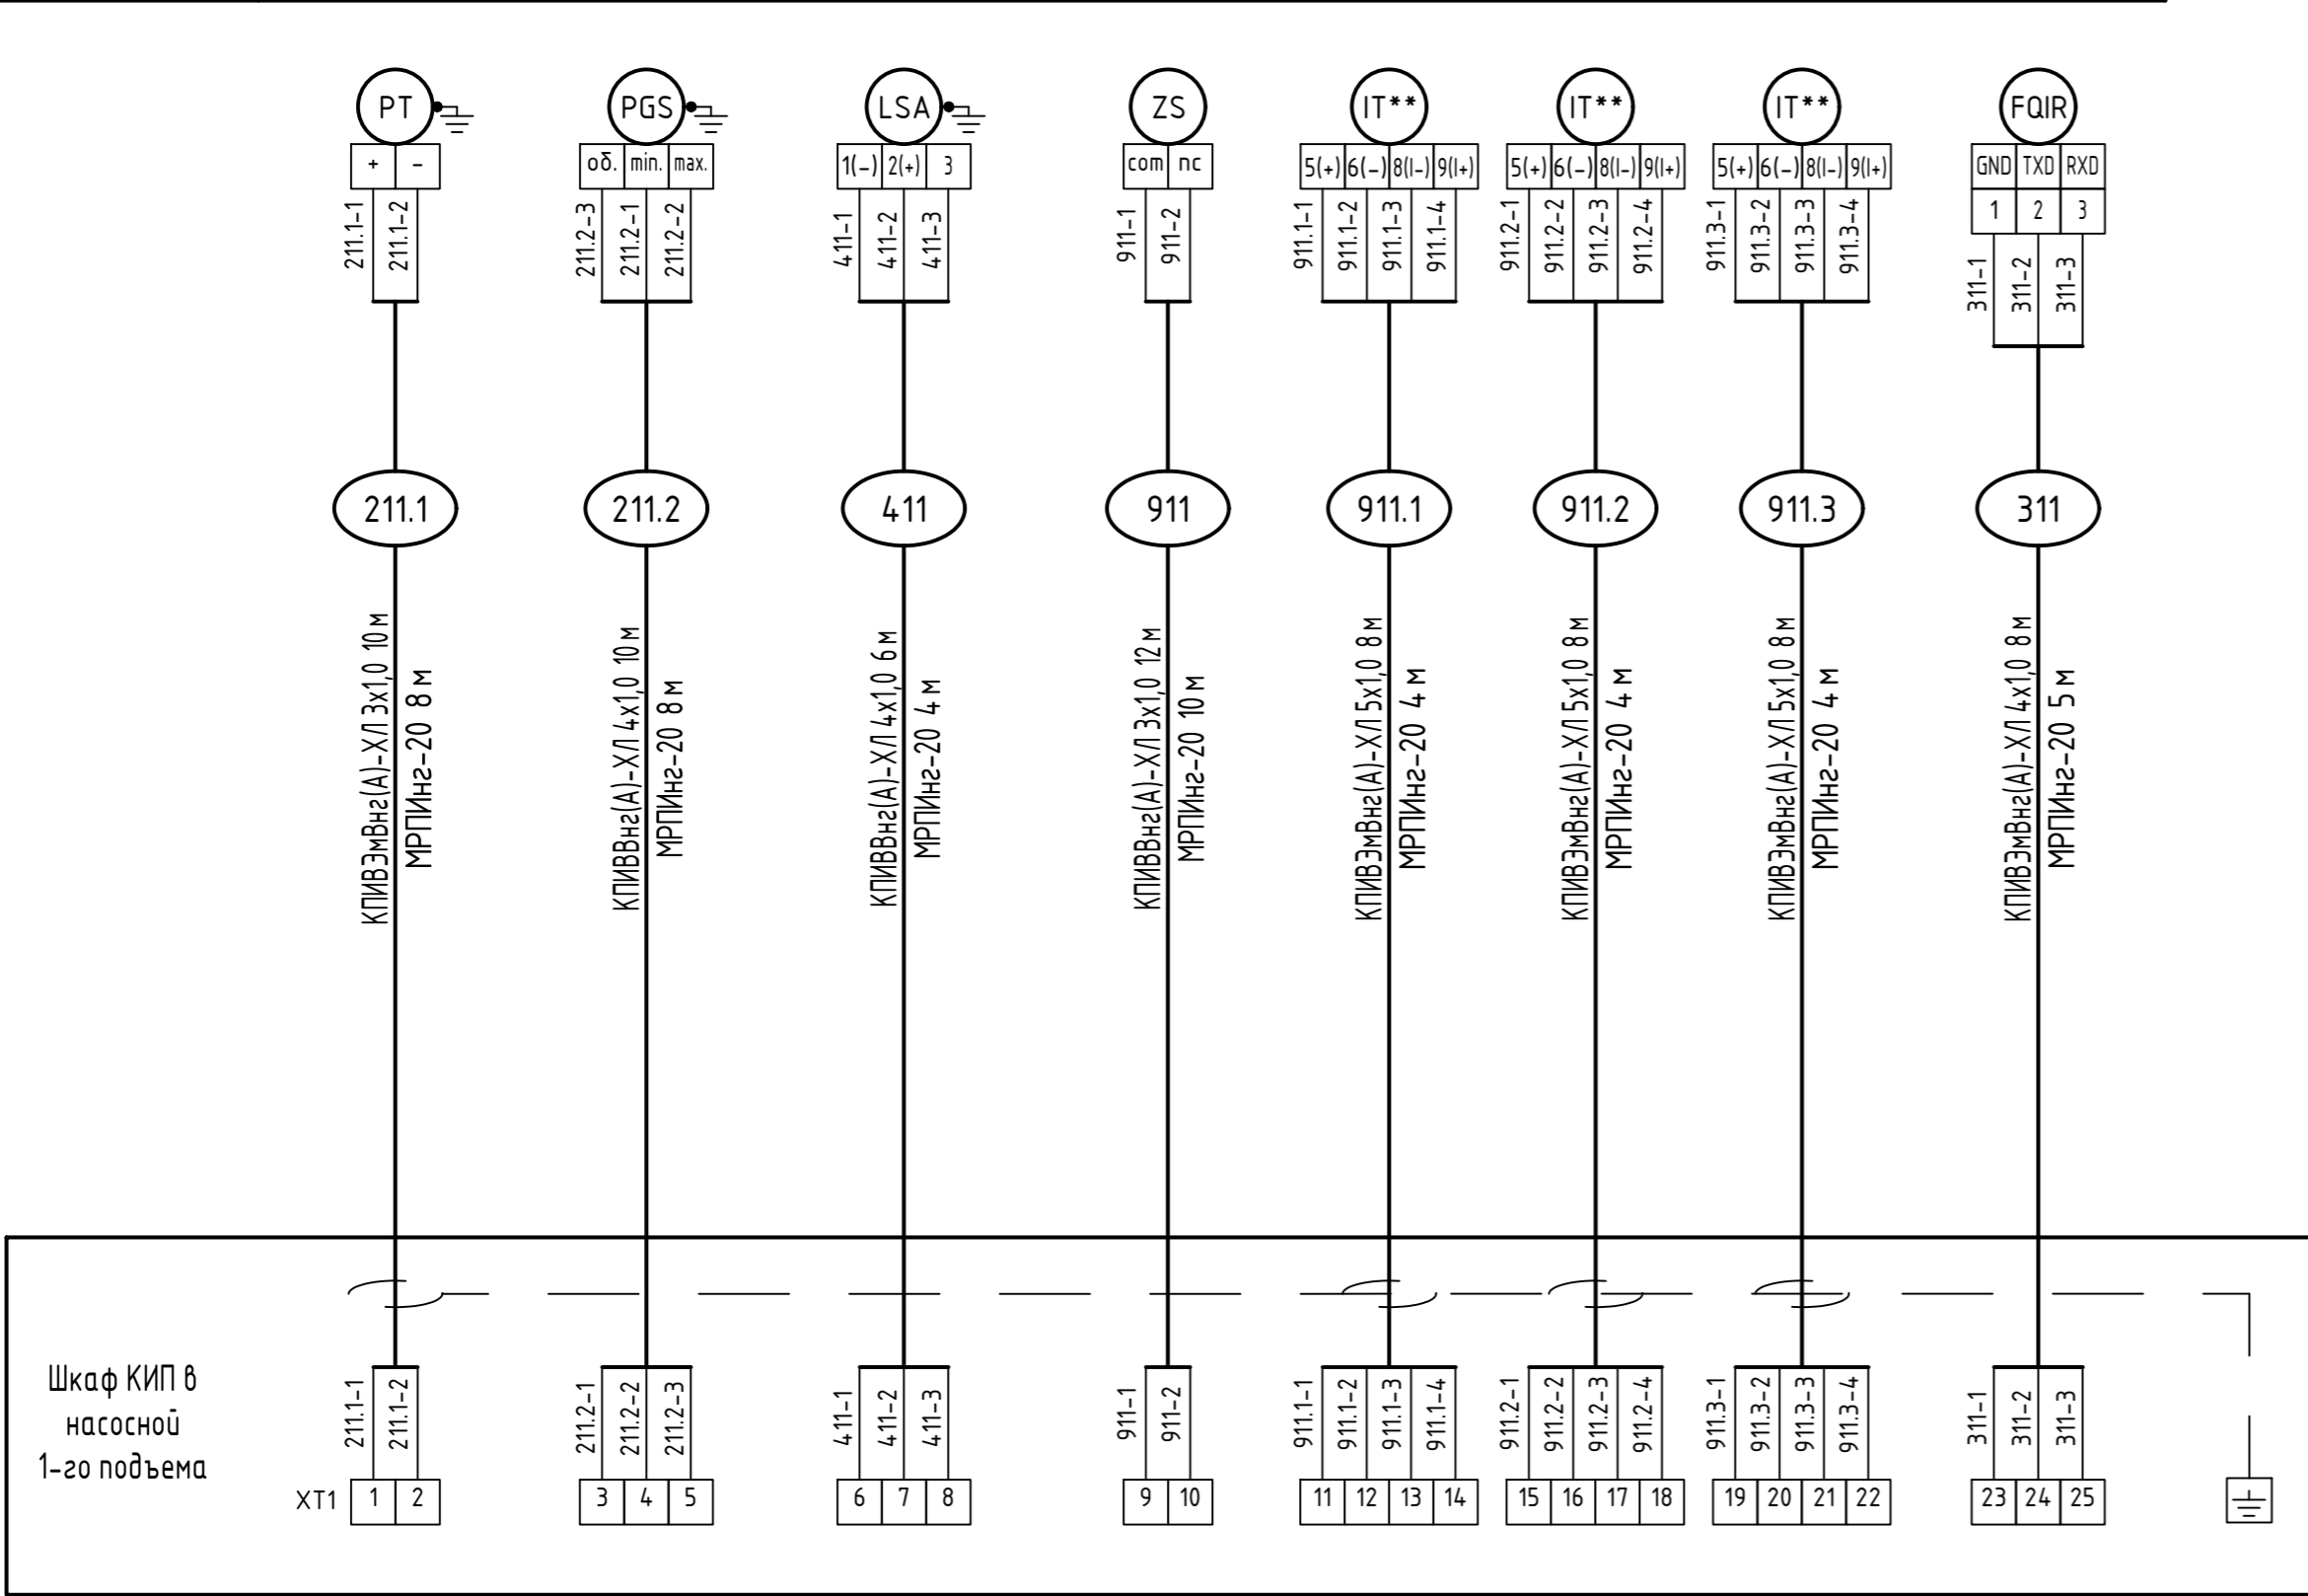 PT PGS LSA ZS IT** IT** IT** FQIR
+ - об. min. max. 1(-) 2(+) 3 com nc 5(+) 6(-) 8(I-) 9(I+) 5(+) 6(-) 8(I-) 9(I+) 5(+) 6(-) 8(I-) 9(I+) GND TXD RXD
1 2 3
211.1-1 211.1-2 211.2-3 211.2-1 211.2-2 411-1 411-2 411-3 911-1 911-2 911.1-1 911.1-2 911.1-3 911.1-4 911.2-1 911.2-2 911.2-3 911.2-4 911.3-1 911.3-2 911.3-3 911.3-4 311-1 311-2 311-3
211.1 211.2 411 911 911.1 911.2 911.3 311
КПИВЭмВнг(А)-ХЛ 3х1,0 10 м
МРПИнг-20 8 м
КПИВВнг(А)-ХЛ 4х1,0 10 м
МРПИнг-20 8 м
КПИВВнг(А)-ХЛ 4х1,0 6 м
МРПИнг-20 4 м
КПИВВнг(А)-ХЛ 3х1,0 12 м
МРПИнг-20 10 м
КПИВЭмВнг(А)-ХЛ 5х1,0 8 м
МРПИнг-20 4 м
КПИВЭмВнг(А)-ХЛ 5х1,0 8 м
МРПИнг-20 4 м
КПИВЭмВнг(А)-ХЛ 5х1,0 8 м
МРПИнг-20 4 м
КПИВЭмВнг(А)-ХЛ 4х1,0 8 м
МРПИнг-20 5 м
Шкаф КИП в
насосной
1-го подъема
211.1-1 211.1-2 211.2-1 211.2-2 211.2-3 411-1 411-2 411-3 911-1 911-2 911.1-1 911.1-2 911.1-3 911.1-4 911.2-1 911.2-2 911.2-3 911.2-4 911.3-1 911.3-2 911.3-3 911.3-4 311-1 311-2 311-3
XT1 1 2 3 4 5 6 7 8 9 10 11 12 13 14 15 16 17 18 19 20 21 22 23 24 25